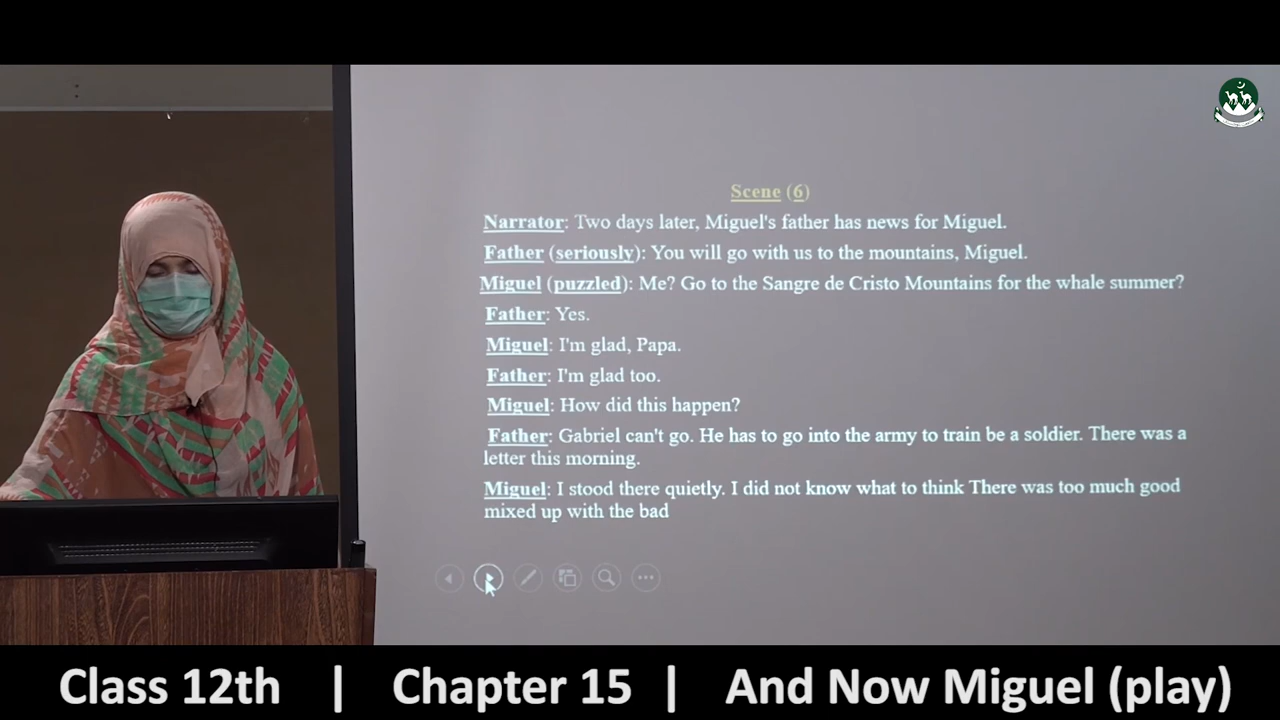 Scene (6)
Narrator: Two days later, Miguel's father has news for Miguel.
Father (seriously): You will go with us to the mountains, Miguel.
Miguel (puzzled): Me? Go to the Sangre de Cristo Mountains for the whale summer?
Father: Yes.
Miguel: I'm glad, Papa.
Father: I'm glad too.
Miguel: How did this happen?
Father: Gabriel can't go. He has to go into the army to train be a soldier. There was a
letter this morning.
Miguel: I stood there quietly. I did not know what to think There was too much good
mixed up with the bad
Class 12th | Chapter 15 | And Now Miguel (play)